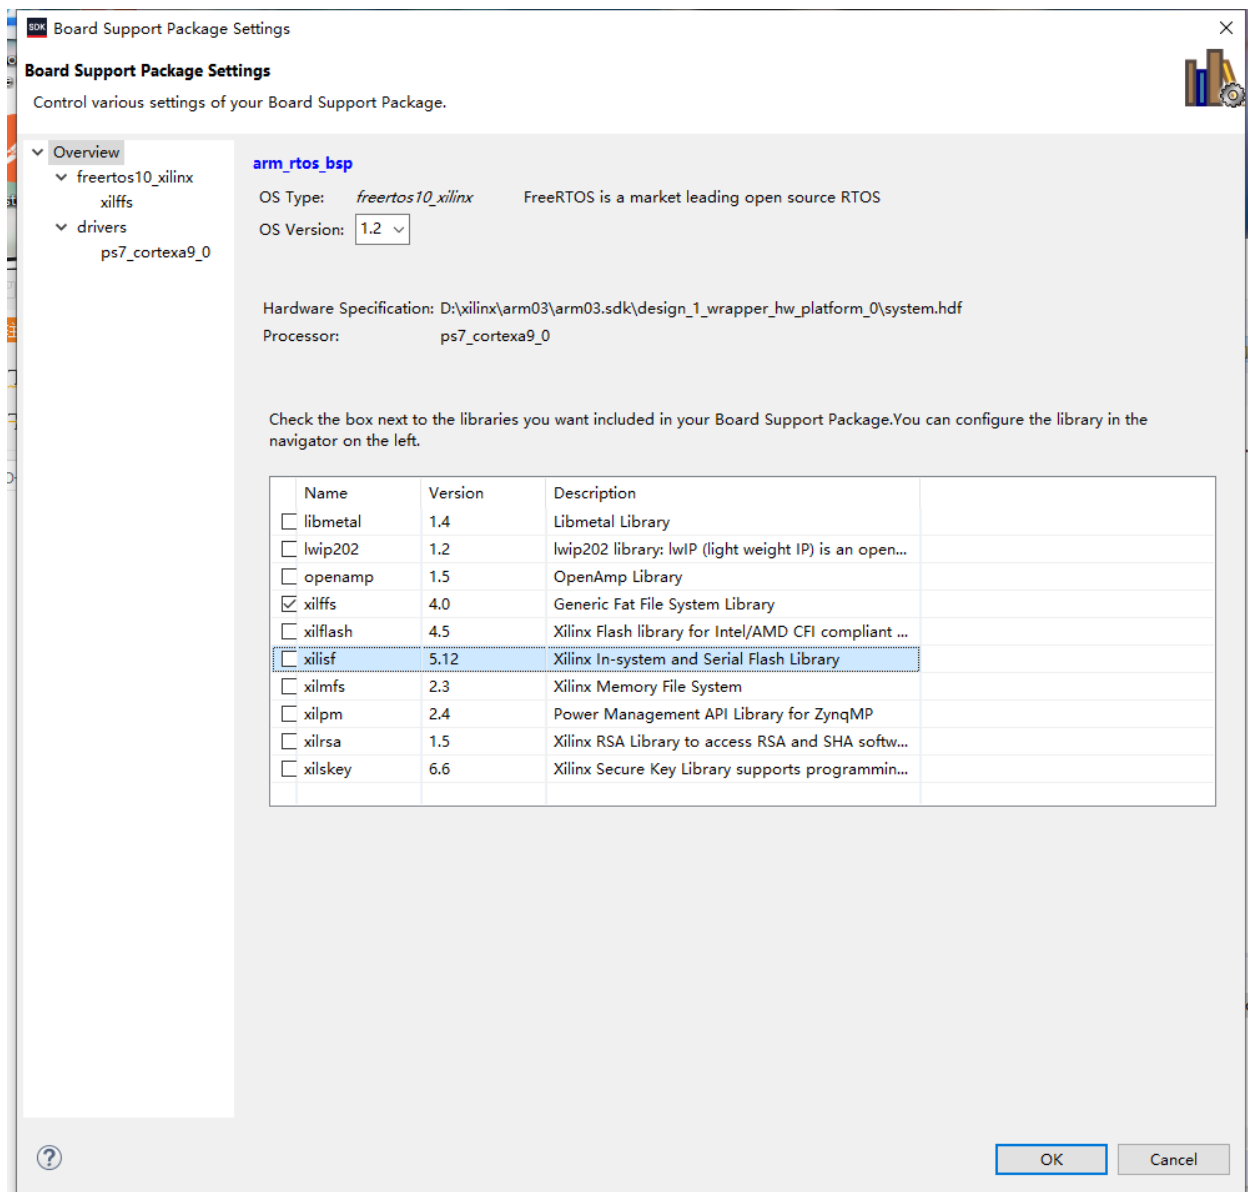 SDK Board Support Package Settings
Board Support Package Settings
Control various settings of your Board Support Package.
Overview
freertos10_xilinx
xilffs
drivers
ps7_cortexa9_0
arm_rtos_bsp
OS Type: freertos10_xilinx FreeRTOS is a market leading open source RTOS
OS Version: 1.2
Hardware Specification: D:\xilinx\arm03\arm03.sdk\design_1_wrapper_hw_platform_0\system.hdf
Processor: ps7_cortexa9_0
Check the box next to the libraries you want included in your Board Support Package.You can configure the library in the
navigator on the left.
Name Version Description
libmetal 1.4 Libmetal Library
lwip202 1.2 lwip202 library: lwIP (light weight IP) is an open...
openamp 1.5 OpenAmp Library
xilffs 4.0 Generic Fat File System Library
xilflash 4.5 Xilinx Flash library for Intel/AMD CFI compliant ...
xilisf 5.12 Xilinx In-system and Serial Flash Library
xilmfs 2.3 Xilinx Memory File System
xilpm 2.4 Power Management API Library for ZynqMP
xilrsa 1.5 Xilinx RSA Library to access RSA and SHA softw...
xilskey 6.6 Xilinx Secure Key Library supports programmin...
? OK Cancel